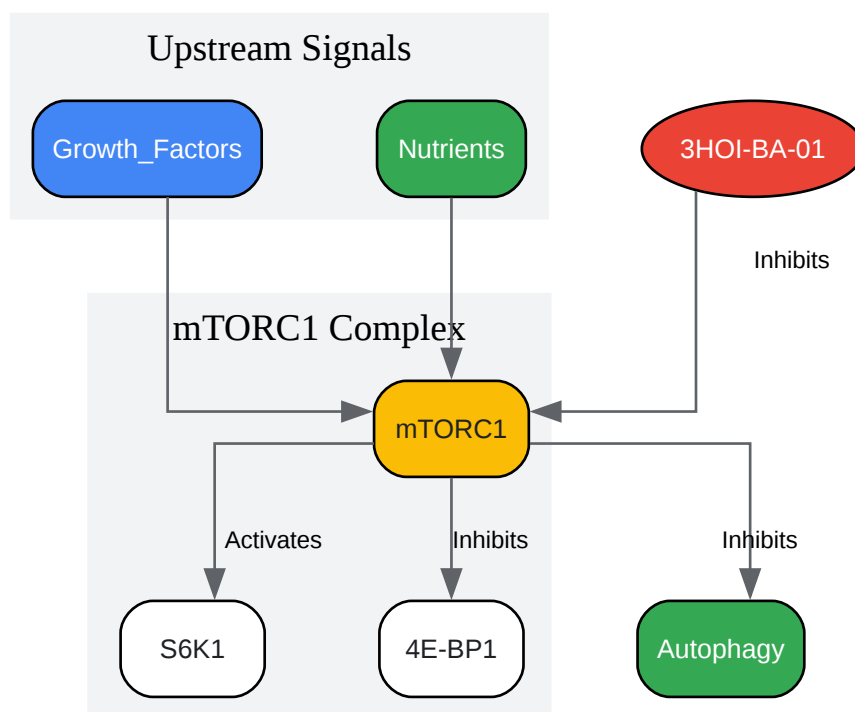 Upstream Signals
Growth_Factors
Nutrients
3HOI-BA-01
Inhibits
mTORC1 Complex
mTORC1
Activates
Inhibits
Inhibits
S6K1
4E-BP1
Autophagy